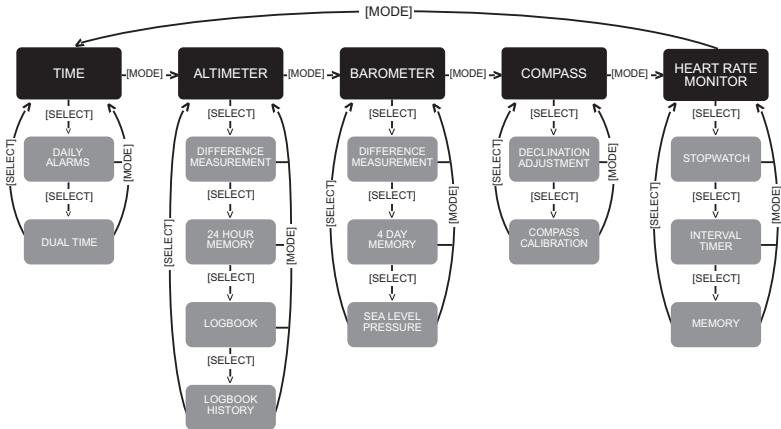 [MODE]
TIME
[MODE]
ALTIMETER
[MODE]
BAROMETER
[MODE]
COMPASS
[MODE]
HEART RATE
MONITOR
[SELECT]
[SELECT]
[SELECT]
[SELECT]
[SELECT]
DAILY
ALARMS
DIFFERENCE
MEASUREMENT
DIFFERENCE
MEASUREMENT
DECLINATION
ADJUSTMENT
STOPWATCH
[SELECT]
[MODE]
[SELECT]
[MODE]
[SELECT]
[SELECT]
[SELECT]
[SELECT]
[SELECT]
DUAL TIME
24 HOUR
MEMORY
4 DAY
MEMORY
COMPASS
CALIBRATION
INTERVAL
TIMER
[SELECT]
[MODE]
[SELECT]
[MODE]
[SELECT]
[MODE]
[SELECT]
[SELECT]
[SELECT]
LOGBOOK
SEA LEVEL
PRESSURE
MEMORY
[SELECT]
LOGBOOK
HISTORY